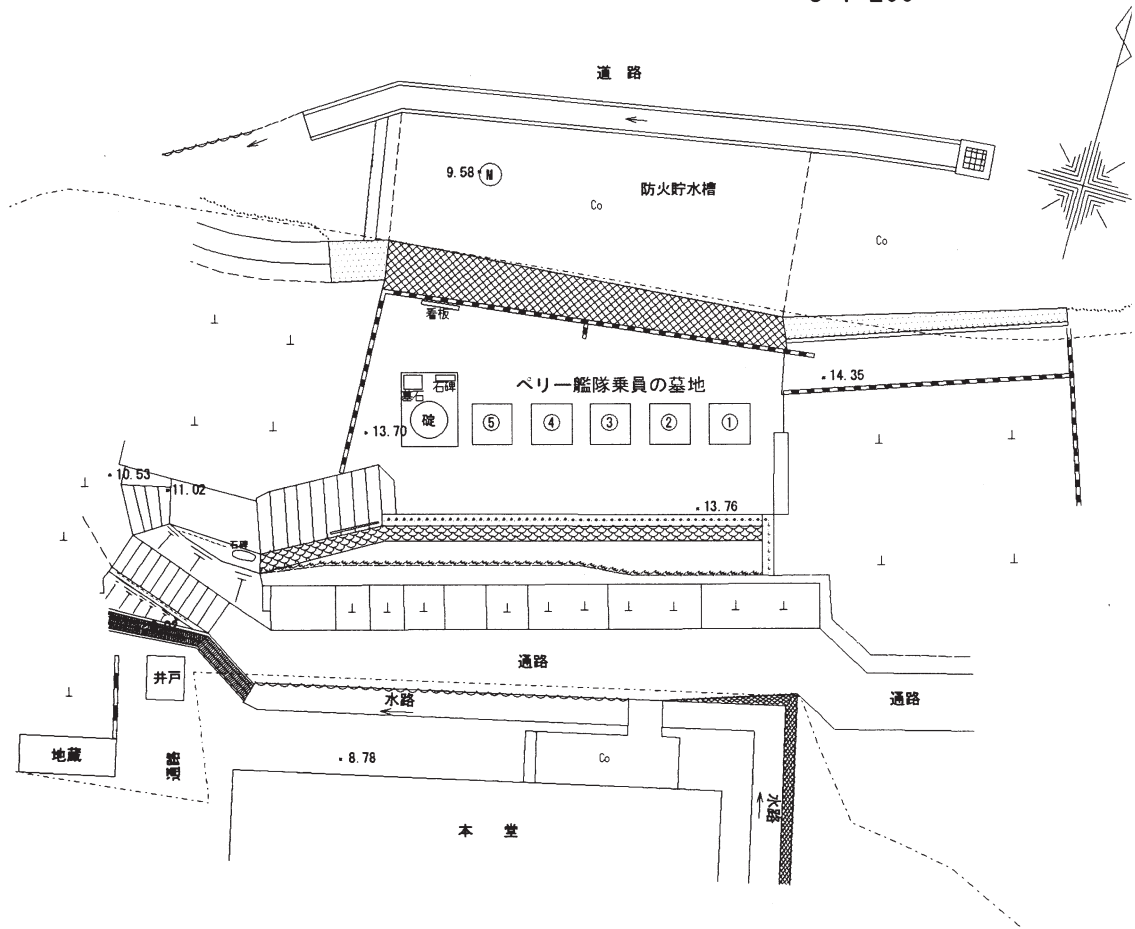 道 路
9.58 M
防火貯水槽
Co
Co
看板
ペリー艦隊乗員の墓地
14.35
石碑
墓石
碇
⑤
④
③
②
①
13.70
10.53
11.02
13.76
石碑
通路
井戸
水路
通路
地蔵
通路
8.78
Co
水路
本 堂